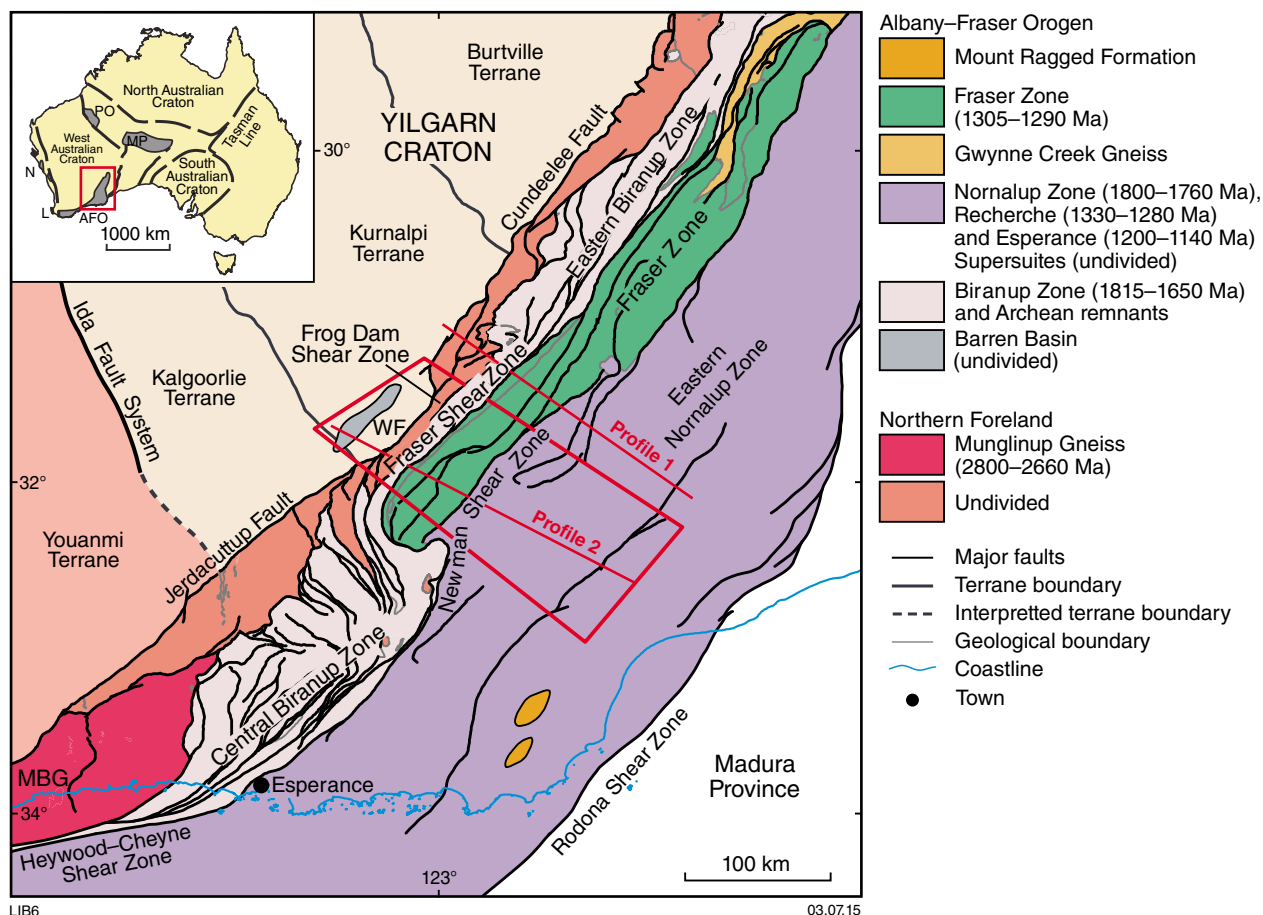 North Australian
Craton
PO
West
Australian
Craton
MP
Tasman
Line
South
Australian
Craton
N
L
AFO
1000 km
Burtville
Terrane
YILGARN
CRATON
30°
Cundeelee Fault
Kurnalpi
Terrane
Eastern Biranup Zone
Fraser Zone
Ida Fault System
Frog Dam
Shear Zone
Kalgoorlie
Terrane
WF
Fraser Shear Zone
Eastern
Nornalup Zone
Profile 1
32°
Youanmi
Terrane
Jerdacuttup Fault
Newman Shear Zone
Profile 2
Central Biranup Zone
MBG
Esperance
34°
Heywood–Cheyne
Shear Zone
Rodona Shear Zone
Madura
Province
123°
100 km
LIB6
03.07.15
Albany–Fraser Orogen
Mount Ragged Formation
Fraser Zone
(1305–1290 Ma)
Gwynne Creek Gneiss
Nornalup Zone (1800–1760 Ma),
Recherche (1330–1280 Ma)
and Esperance (1200–1140 Ma)
Supersuites (undivided)
Biranup Zone (1815–1650 Ma)
and Archean remnants
Barren Basin
(undivided)
Northern Foreland
Munglinup Gneiss
(2800–2660 Ma)
Undivided
Major faults
Terrane boundary
Interpretted terrane boundary
Geological boundary
Coastline
Town